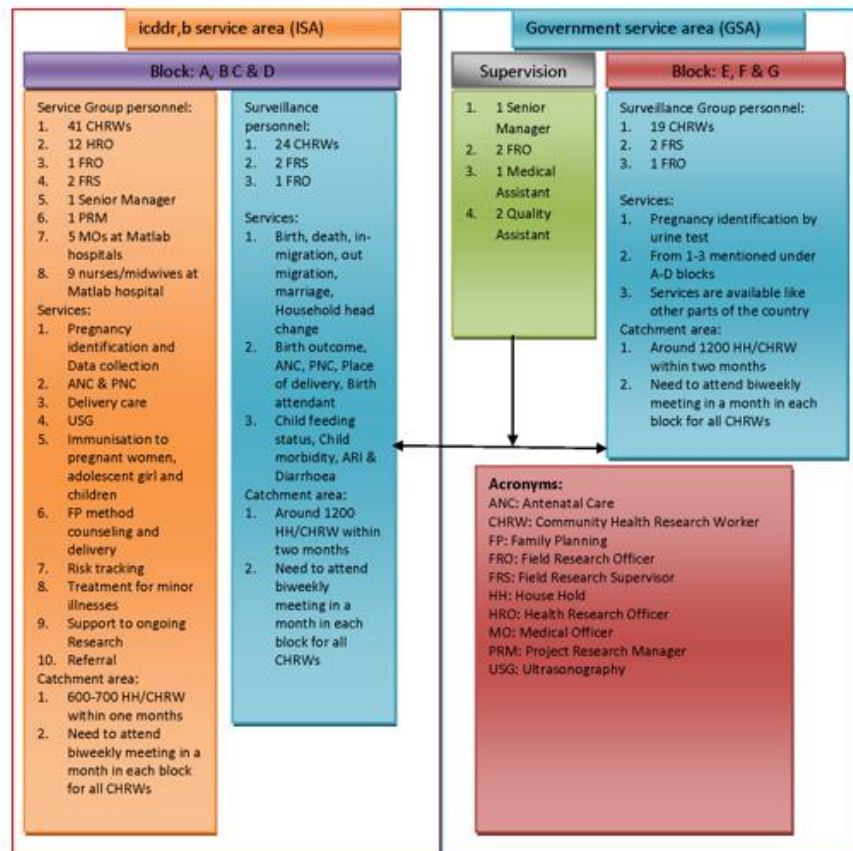 icddr,b service area (ISA)
Block: A, B C & D
Service Group personnel:
1. 41 CHRWs
2. 12 HRO
3. 1 FRO
4. 2 FRS
5. 1 Senior Manager
6. 1 PRM
7. 5 MOs at Matlab
hospitals
8. 9 nurses/midwives at
Matlab hospital
Services:
1. Pregnancy
identification and
Data collection
2. ANC & PNC
3. Delivery care
4. USG
5. Immunisation to
pregnant women,
adolescent girl and
children
6. FP method
counseling and
delivery
7. Risk tracking
8. Treatment for minor
illnesses
9. Support to ongoing
Research
10. Referral
Catchment area:
1. 600-700 HH/CHRW
within one months
2. Need to attend
biweekly meeting in a
month in each block
for all CHRWs
Surveillance
personnel:
1. 24 CHRWs
2. 2 FRS
3. 1 FRO
Services:
1. Birth, death, in-
migration, out
migration,
marriage,
Household head
change
2. Birth outcome,
ANC, PNC, Place
of delivery, Birth
attendant
3. Child feeding
status, Child
morbidity, ARI &
Diarrhoea
Catchment area:
1. Around 1200
HH/CHRW within
two months
2. Need to attend
biweekly
meeting in a
month in each
block for all
CHRWs
Government service area (GSA)
Supervision
1. 1 Senior
Manager
2. 2 FRO
3. 1 Medical
Assistant
4. 2 Quality
Assistant
Block: E, F & G
Surveillance Group personnel:
1. 19 CHRWs
2. 2 FRS
3. 1 FRO
Services:
1. Pregnancy identification by
urine test
2. From 1-3 mentioned under
A-D blocks
3. Services are available like
other parts of the country
Catchment area:
1. Around 1200 HH/CHRW
within two months
2. Need to attend biweekly
meeting in a month in each
block for all CHRWs
Acronyms:
ANC: Antenatal Care
CHRW: Community Health Research Worker
FP: Family Planning
FRO: Field Research Officer
FRS: Field Research Supervisor
HH: House Hold
HRO: Health Research Officer
MO: Medical Officer
PRM: Project Research Manager
USG: Ultrasonography